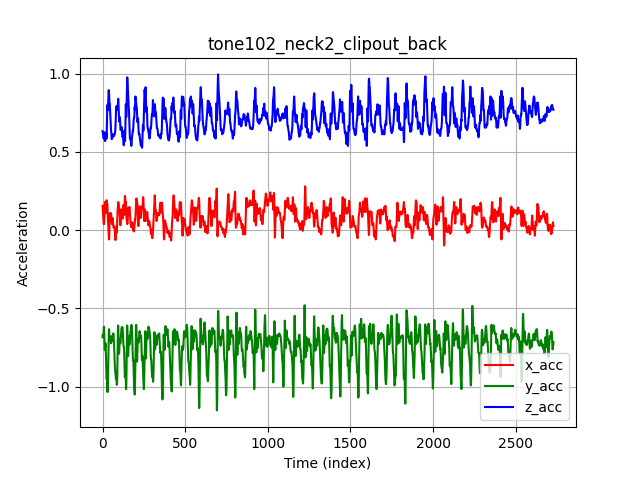 tone102_neck2_clipout_back
1.0
0.5
0.0
−0.5
−1.0
Acceleration
0
500
1000
1500
2000
2500
Time (index)
x_acc
y_acc
z_acc